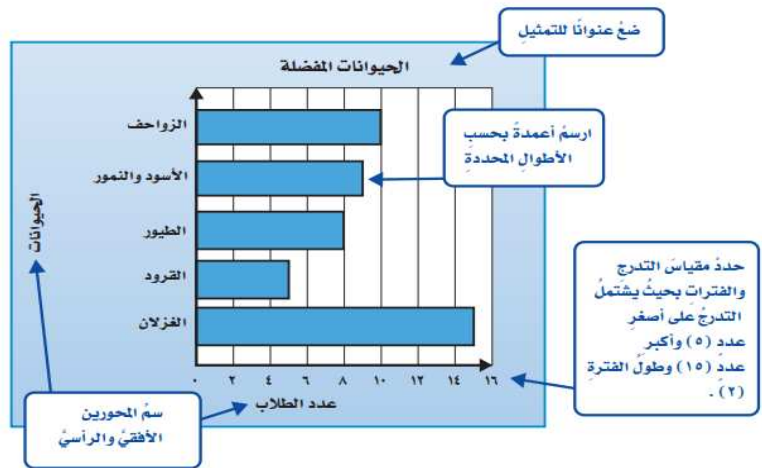 ضعْ عنوانًا للتمثيلِ
الحيوانات المفضلة
الزواحف
الأسود والنمور
الطيور
القرود
الغزلان
الحيوانات
ارسمْ أعمدةً بحسبِ
الأطوالِ المحددةِ
حددْ مقياسَ التدرجِ
والفتراتِ بحيثُ يشتملُ
التدرجُ على أصغرِ
عددٍ (٥) وأكبرِ
عددٍ (١٥) وطولُ الفترةِ
(٢) .
٠ ٢ ٤ ٦ ٨ ١٠ ١٢ ١٤ ١٦
عدد الطلاب
سمِّ المحورين
الأفقيَّ والرأسيَّ